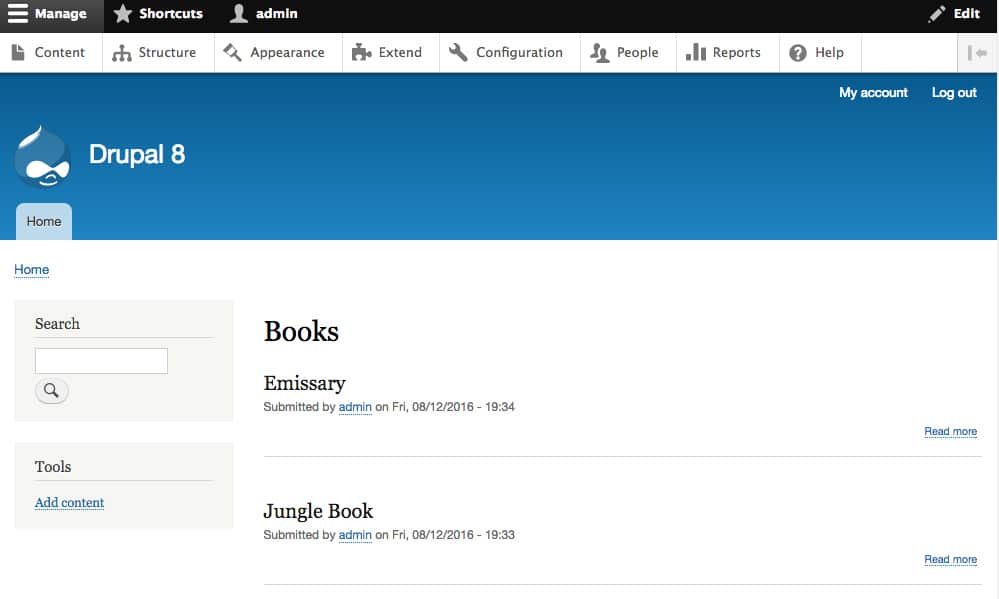 Manage Shortcuts admin Edit
Content Structure Appearance Extend Configuration People Reports Help
My account Log out
Drupal 8
Home
Home
Search
Tools
Add content
Books
Emissary
Submitted by admin on Fri, 08/12/2016 - 19:34
Read more
Jungle Book
Submitted by admin on Fri, 08/12/2016 - 19:33
Read more